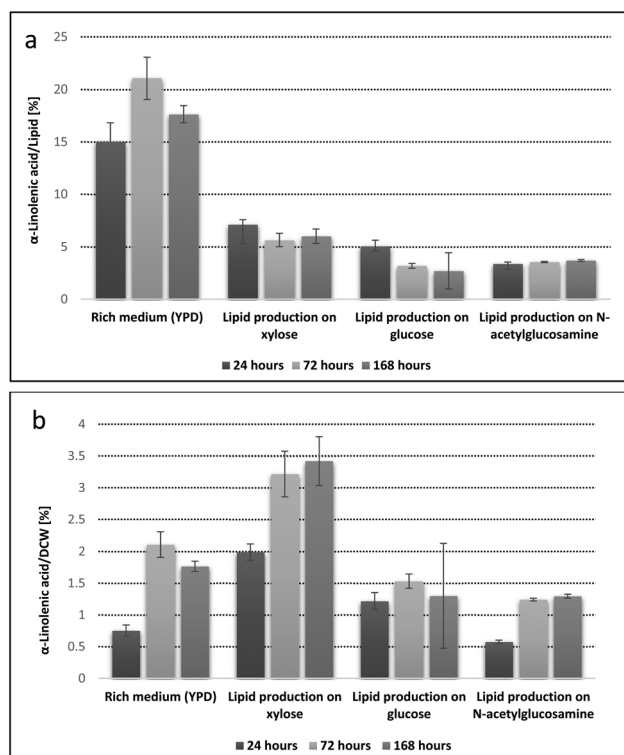 a
α-Linolenic acid/Lipid [%]
25
20
15
10
5
0
Rich medium (YPD)
Lipid production on
xylose
Lipid production on
glucose
Lipid production on N-
acetylglucosamine
24 hours
72 hours
168 hours
b
α-Linolenic acid/DCW [%]
4
3.5
3
2.5
2
1.5
1
0.5
0
Rich medium (YPD)
Lipid production on
xylose
Lipid production on
glucose
Lipid production on
N-acetylglucosamine
24 hours
72 hours
168 hours